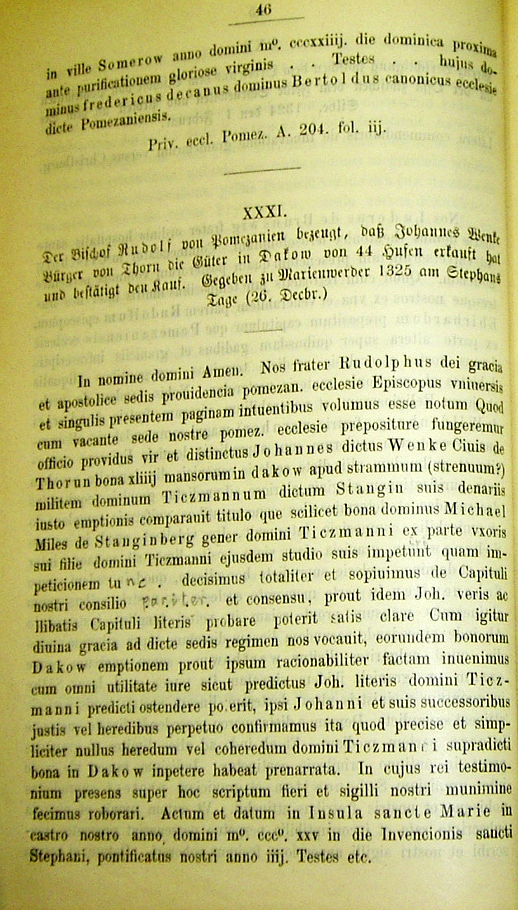 46
in ville Somerow anno domini mº. cccxxiiij. die dominica proxima
ante purificationem gloriose virginis . . Testes . . hujus do-
minus fredericus decanus dominus Bertoldus canonicus ecclesie
dicte Pomezaniensis.
Priv. eccl. Pomez. A. 204. fol. iij.
XXXI.
Der Bischof Rudolf von Pomezanien bezeugt, daß Johannes Wenke
Bürger von Thorn die Güter in Dakow von 44 Hufen erkauft hat
und bestätigt den Kauf. Gegeben zu Marienwerder 1325 am Stephans
Tage (26. Decbr.)
In nomine domini Amen. Nos frater Rudolphus dei gracia
et apostolice sedis prouidencia pomezan. ecclesie Episcopus vniuersis
et singulis presentem paginam intuentibus volumus esse notum Quod
cum vacante sede nostre pomez. ecclesie prepositure fungeremur
officio providus vir et distinctus Johannes dictus Wenke Ciuis de
Thorun bona xliiij mansorum in dakow apud strammum (strenuum?)
militem dominum Ticzmannum dictum Stangin suis denariis
iusto emptionis comparauit titulo que scilicet bona dominus Michael
Miles de Stanginberg gener domini Ticzmanni ex parte vxoris
sui filie domini Ticzmanni ejusdem studio suis impetunt quam im-
peticionem tunc . decisimus totaliter et sopiuimus de Capituli
nostri consilio pariter. et consensu, prout idem Joh. veris ac
llibatis Capituli literis probare poterit satis clare Cum igitur
diuina gracia ad dicte sedis regimen nos vocauit, eorundem bonorum
Dakow emptionem prout ipsum racionabiliter factam inuenimus
cum omni utilitate iure sicut predictus Joh. literis domini Ticz-
manni predicti ostendere poterit, ipsi Johanni et suis successoribus
justis vel heredibus perpetuo confirmamus ita quod precise et simp-
liciter nullus heredum vel coheredum domini Ticzmanni supradicti
bona in Dakow inpetere habeat prenarrata. In cujus rei testimo-
nium presens super hoc scriptum fieri et sigilli nostri munimine
fecimus roborari. Actum et datum in Insula sancte Marie in
castro nostro anno domini mº. cccº. xxv in die Invencionis sancti
Stephani, pontificatus nostri anno iiij. Testes etc.